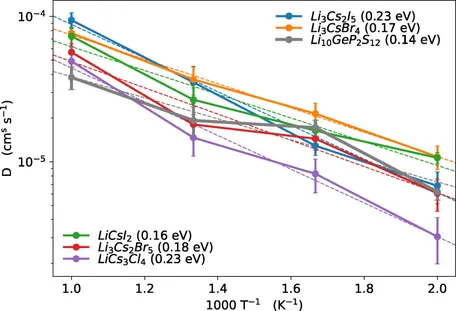 10⁻⁴
10⁻⁵
D (cm s s⁻¹)
Li₃Cs₂I₅ (0.23 eV)
Li₃CsBr₄ (0.17 eV)
Li₁₀GeP₂S₁₂ (0.14 eV)
LiCsI₂ (0.16 eV)
Li₃Cs₂Br₅ (0.18 eV)
LiCs₃Cl₄ (0.23 eV)
1.0 1.2 1.4 1.6 1.8 2.0
1000 T⁻¹ (K⁻¹)